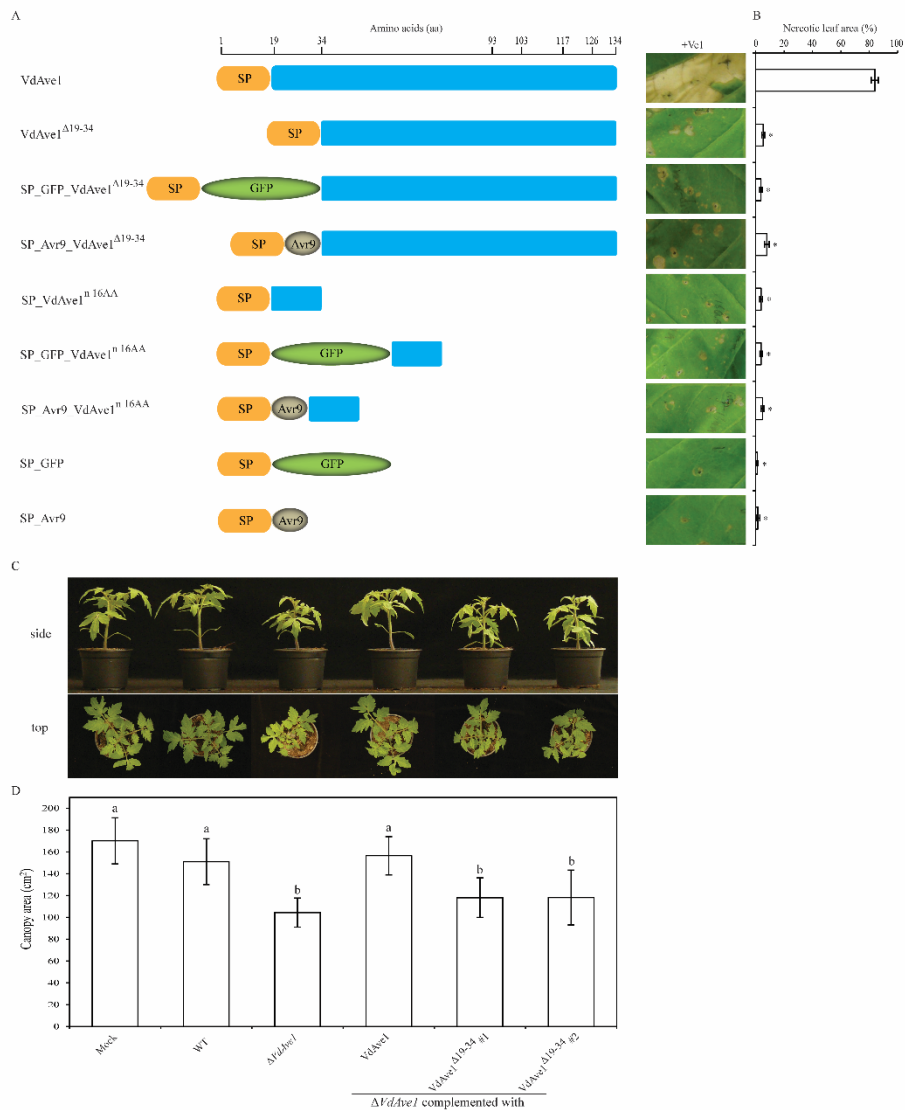 A
B
Amino acids (aa)
Necrotic leaf area (%)
1 19 34 93 103 117 126 134
+Ve1
0 20 40 60 80 100
VdAve1 SP
VdAve1Δ19-34 SP *
SP_GFP_VdAve1Δ19-34 SP GFP *
SP_Avr9_VdAve1Δ19-34 SP Avr9 *
SP_VdAve1n 16AA SP *
SP_GFP_VdAve1n 16AA SP GFP *
SP_Avr9_VdAve1n 16AA SP Avr9 *
SP_GFP SP GFP *
SP_Avr9 SP Avr9 *
C
side
top
D
Canopy area (cm²)
200
180
160
140
120
100
80
60
40
20
0
a a b a b b
Mock
WT
ΔVdAve1
VdAve1
VdAve1Δ19-34 #1
VdAve1Δ19-34 #2
ΔVdAve1 complemented with